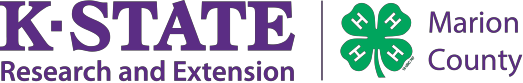 K-STATE
Research and Extension
H H H H
Marion
County